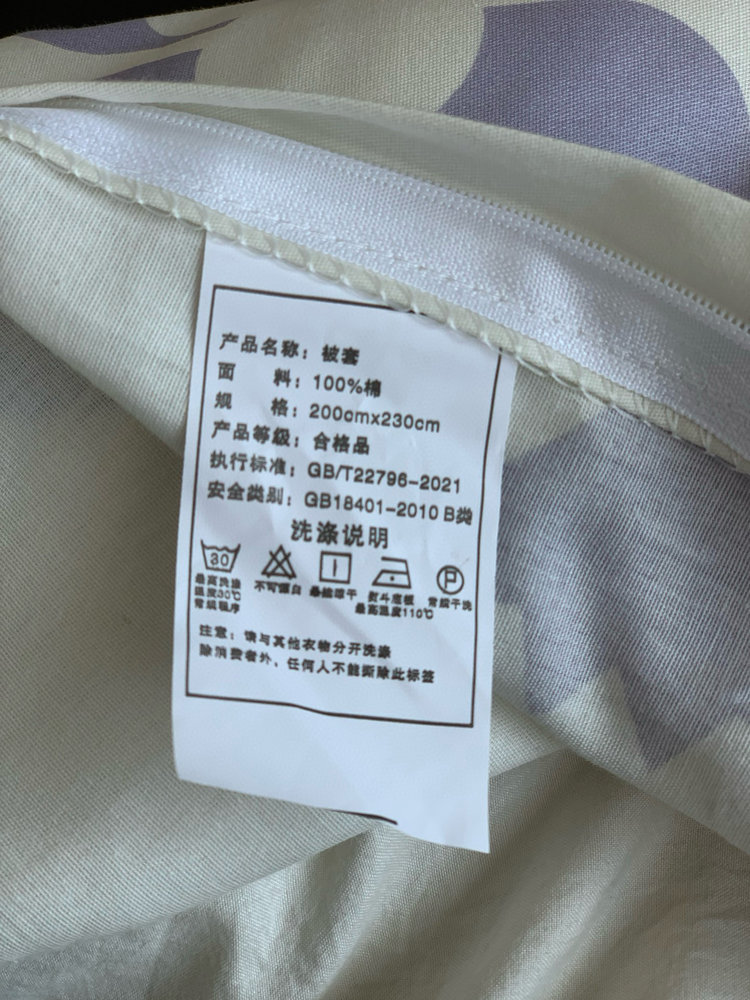 产品名称：被套
面 料：100%棉
规 格：200cmx230cm
产品等级：合格品
执行标准：GB/T22796-2021
安全类别：GB18401-2010 B类
洗涤说明
30 P
最高洗涤 不可漂白 悬挂晾干 熨斗底板 常规干洗
温度30℃ 最高温度110℃
常规程序
注意：请与其他衣物分开洗涤
除消费者外，任何人不能撕除此标签